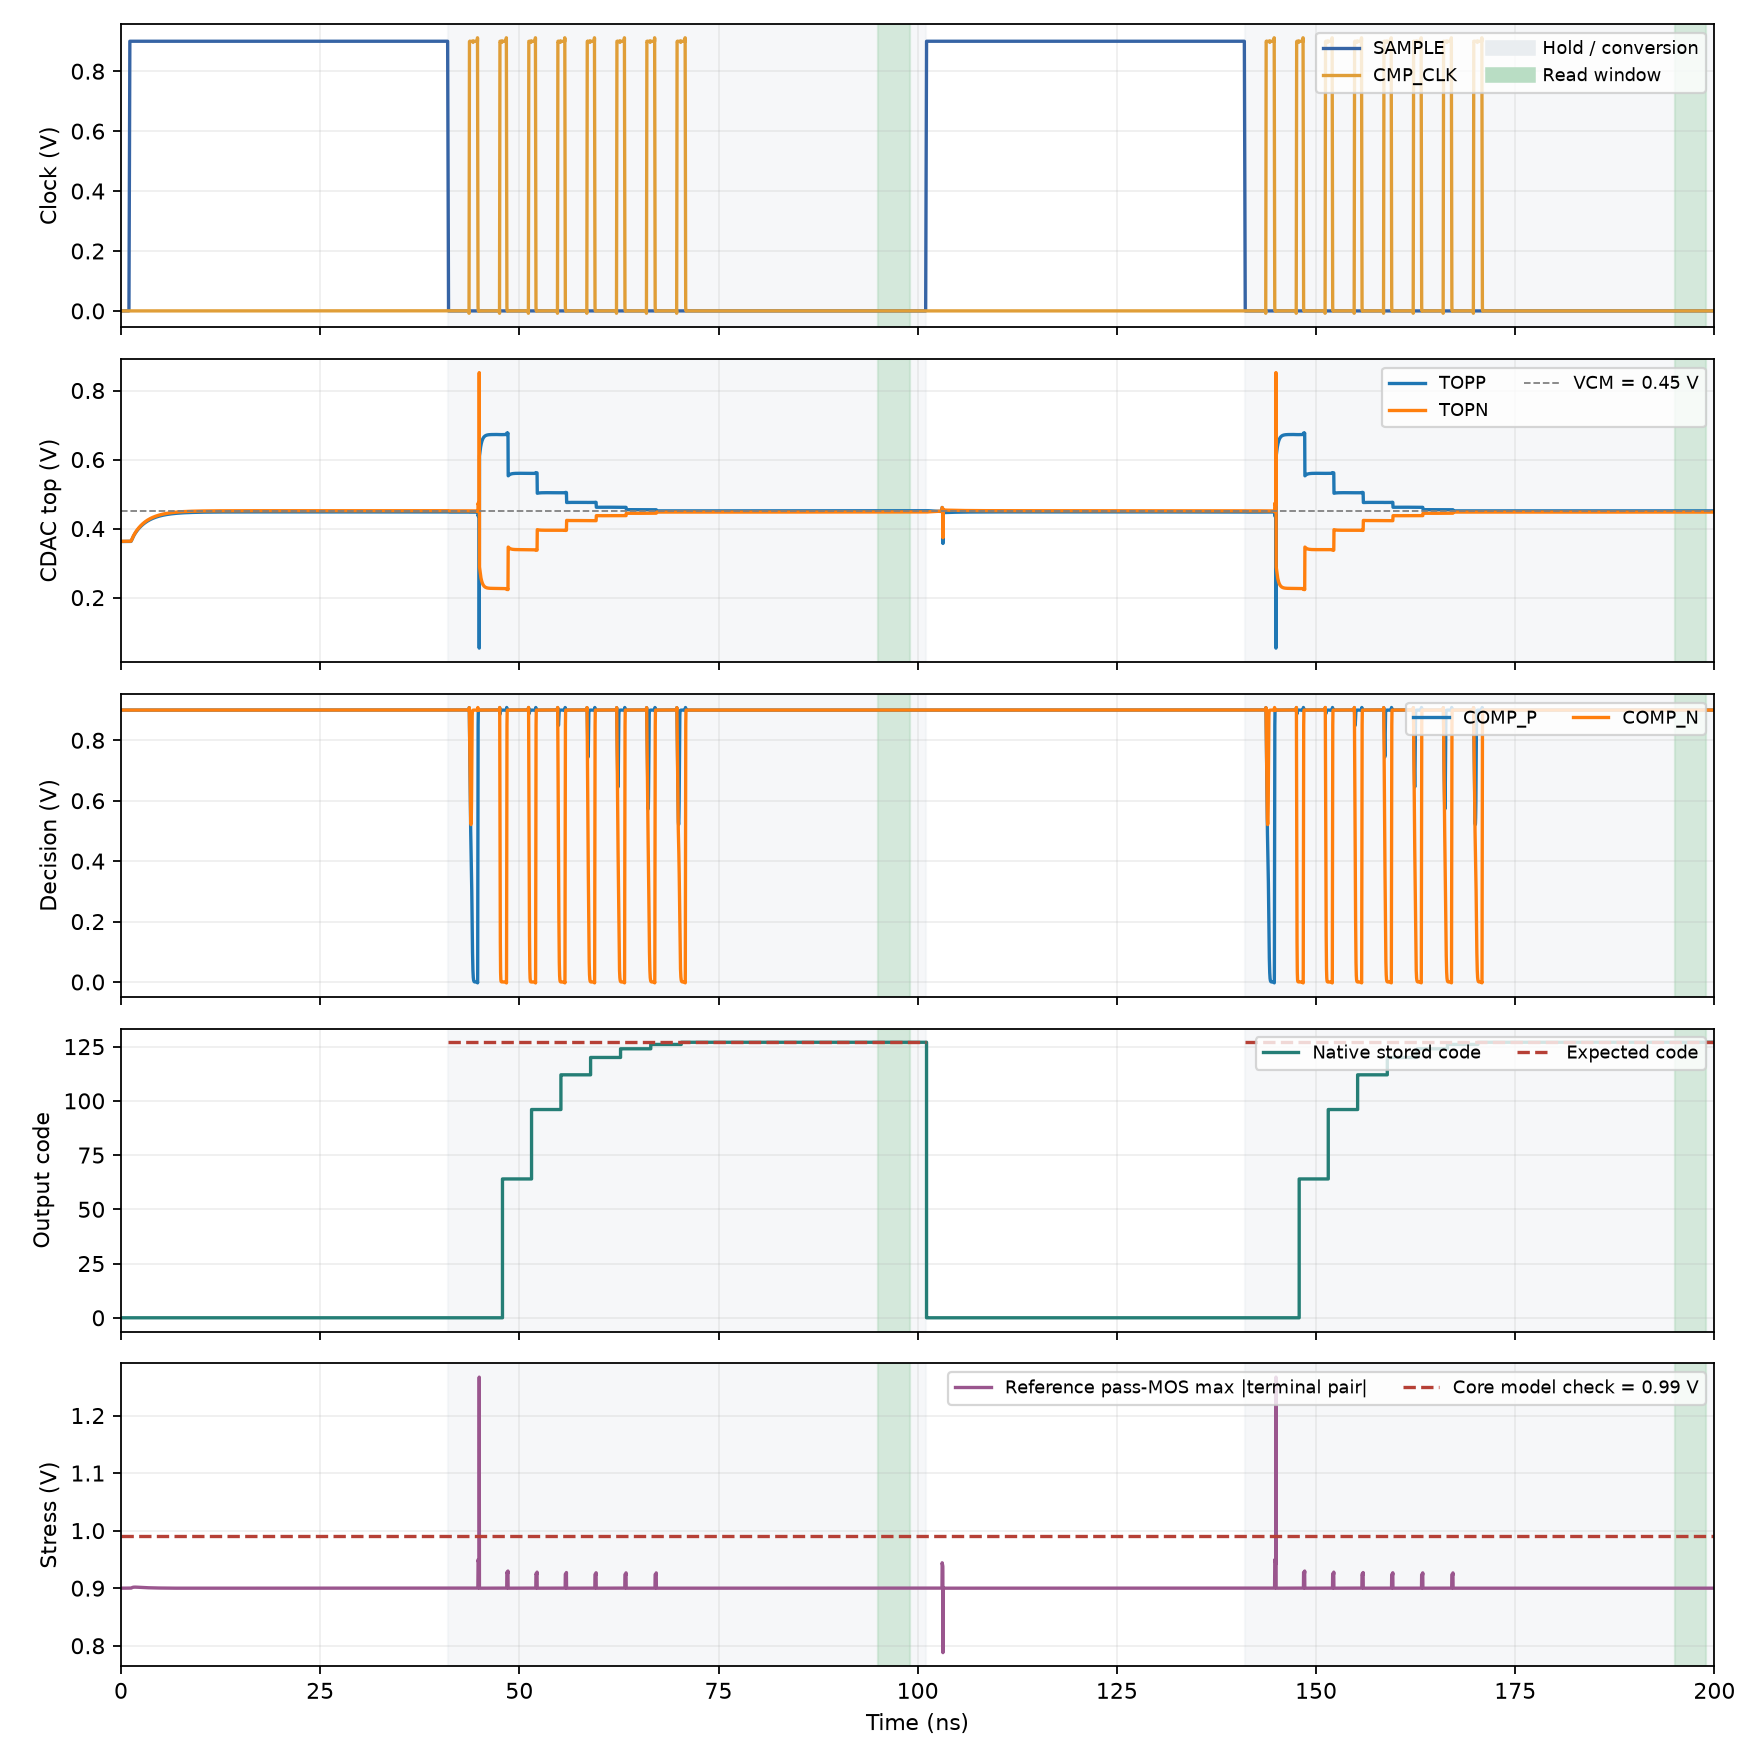 Clock (V)
0.8
0.6
0.4
0.2
0.0
SAMPLE
CMP_CLK
Hold / conversion
Read window
CDAC top (V)
0.8
0.6
0.4
0.2
TOPP
TOPN
VCM = 0.45 V
Decision (V)
0.8
0.6
0.4
0.2
0.0
COMP_P
COMP_N
Output code
125
100
75
50
25
0
Native stored code
Expected code
Stress (V)
1.2
1.1
1.0
0.9
0.8
Reference pass-MOS max |terminal pair|
Core model check = 0.99 V
0 25 50 75 100 125 150 175 200
Time (ns)